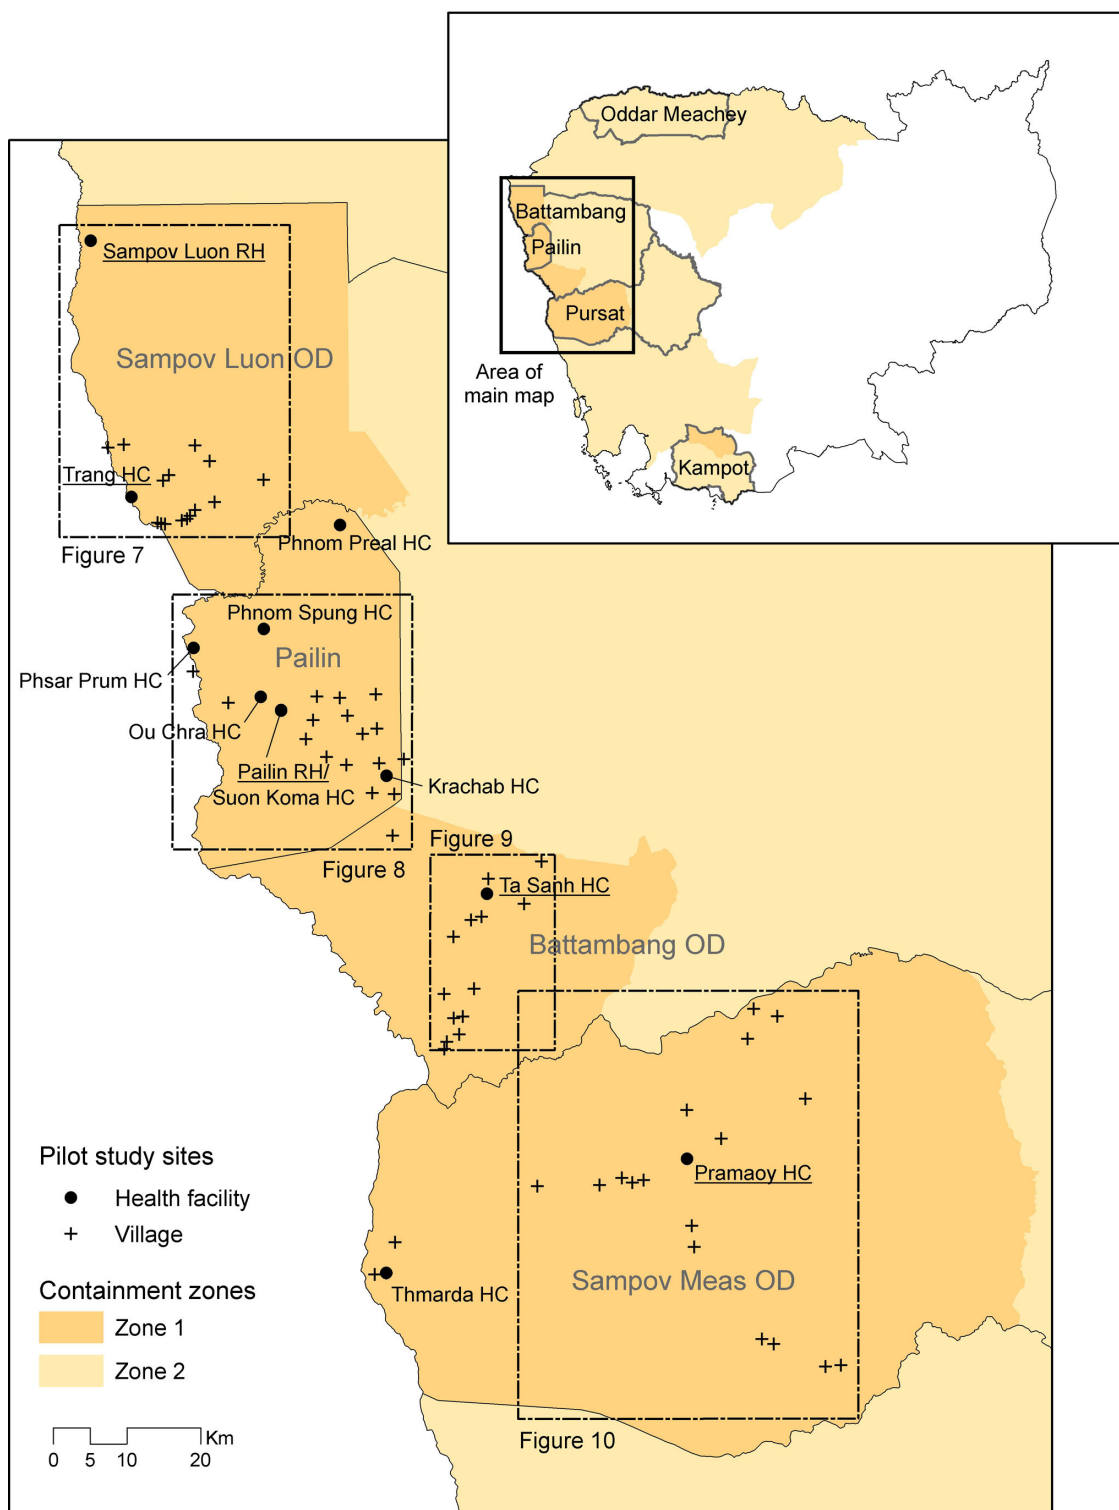 Oddar Meachey
Battambang
Pailin
Pursat
Area of
main map
Kampot
Sampov Luon RH
Sampov Luon OD
Trang HC
Figure 7
Phnom Preal HC
Phnom Spung HC
Pailin
Phsar Prum HC
Ou Chra HC
Pailin RH/
Suon Koma HC
Krachab HC
Figure 8
Figure 9
Ta Sanh HC
Battambang OD
Pramaoy HC
Sampov Meas OD
Thmarda HC
Figure 10
Pilot study sites
Health facility
Village
Containment zones
Zone 1
Zone 2
Km
0 5 10 20